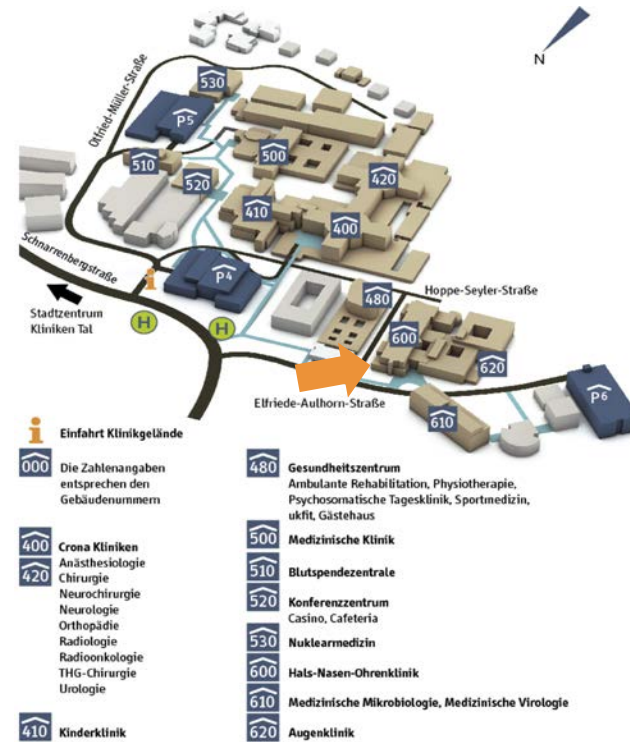 N
530
Otfried-Müller-Straße
P5
500
510
420
520
410
400
Schnarrenbergstraße
P4
480
Hoppe-Seyler-Straße
i
Stadtzentrum
Kliniken Tal
H
H
600
620
P6
Elfriede-Aulhorn-Straße
610
i Einfahrt Klinikgelände
000 Die Zahlenangaben
entsprechen den
Gebäudenummern
400 Crona Kliniken
420 Anästhesiologie
Chirurgie
Neurochirurgie
Neurologie
Orthopädie
Radiologie
Radioonkologie
THG-Chirurgie
Urologie
410 Kinderklinik
480 Gesundheitszentrum
Ambulante Rehabilitation, Physiotherapie,
Psychosomatische Tagesklinik, Sportmedizin,
ukfit, Gästehaus
500 Medizinische Klinik
510 Blutspendezentrale
520 Konferenzzentrum
Casino, Cafeteria
530 Nuklearmedizin
600 Hals-Nasen-Ohrenklinik
610 Medizinische Mikrobiologie, Medizinische Virologie
620 Augenklinik